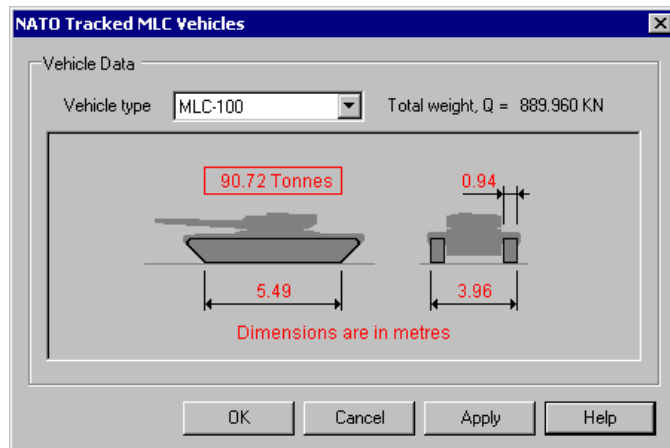 NATO Tracked MLC Vehicles
Vehicle Data
Vehicle type MLC-100 Total weight, Q = 889.960 KN
90.72 Tonnes
0.94
5.49
3.96
Dimensions are in metres
OK Cancel Apply Help